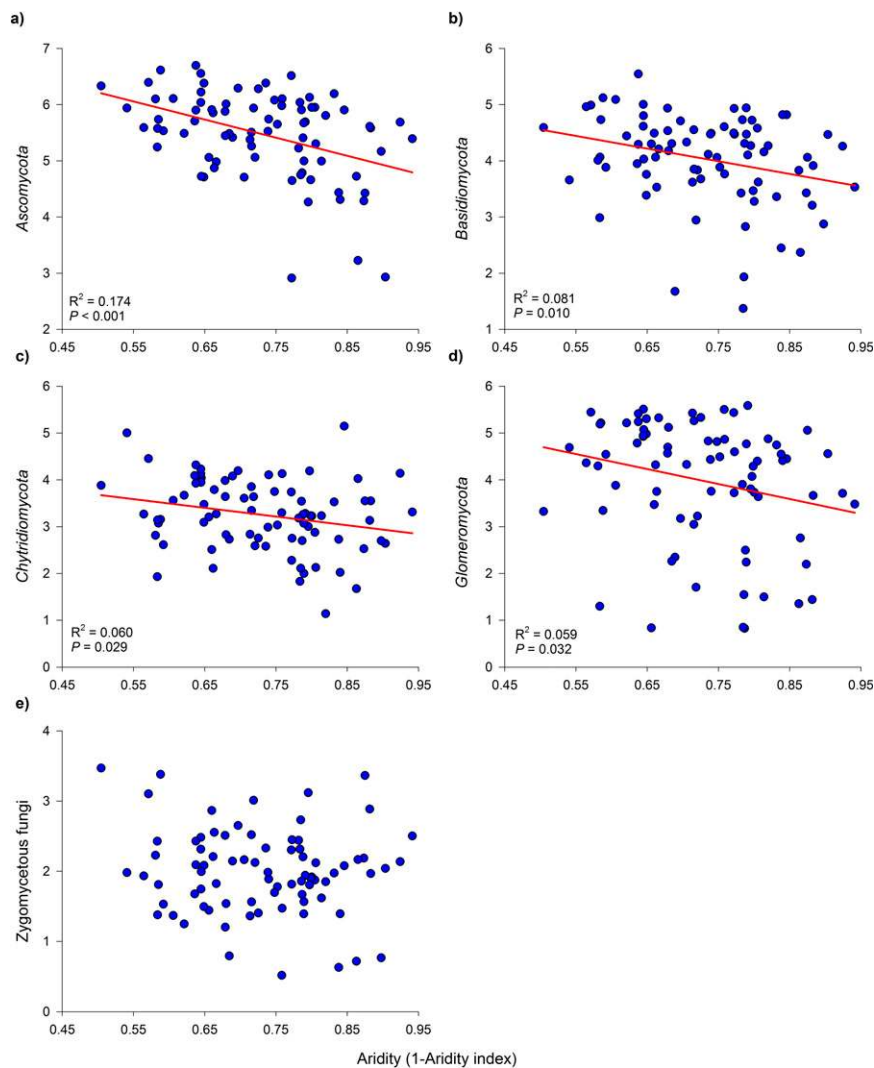 a)
7
6
5
4
3
2
Ascomycota
R² = 0.174
P < 0.001
0.45 0.55 0.65 0.75 0.85 0.95
b)
6
5
4
3
2
1
Basidiomycota
R² = 0.081
P = 0.010
0.45 0.55 0.65 0.75 0.85 0.95
c)
6
5
4
3
2
1
0
Chytridiomycota
R² = 0.060
P = 0.029
0.45 0.55 0.65 0.75 0.85 0.95
d)
6
5
4
3
2
1
0
Glomeromycota
R² = 0.059
P = 0.032
0.45 0.55 0.65 0.75 0.85 0.95
e)
4
3
2
1
0
Zygomycetous fungi
0.45 0.55 0.65 0.75 0.85 0.95
Aridity (1-Aridity index)